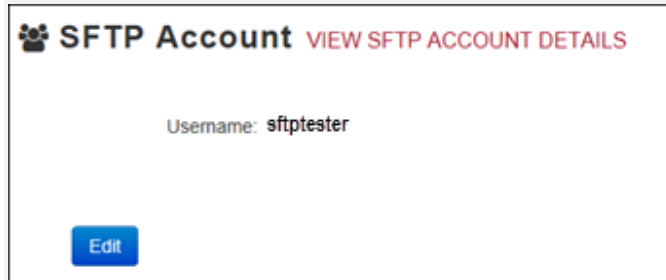 SFTP Account VIEW SFTP ACCOUNT DETAILS
Username: sftptester
Edit